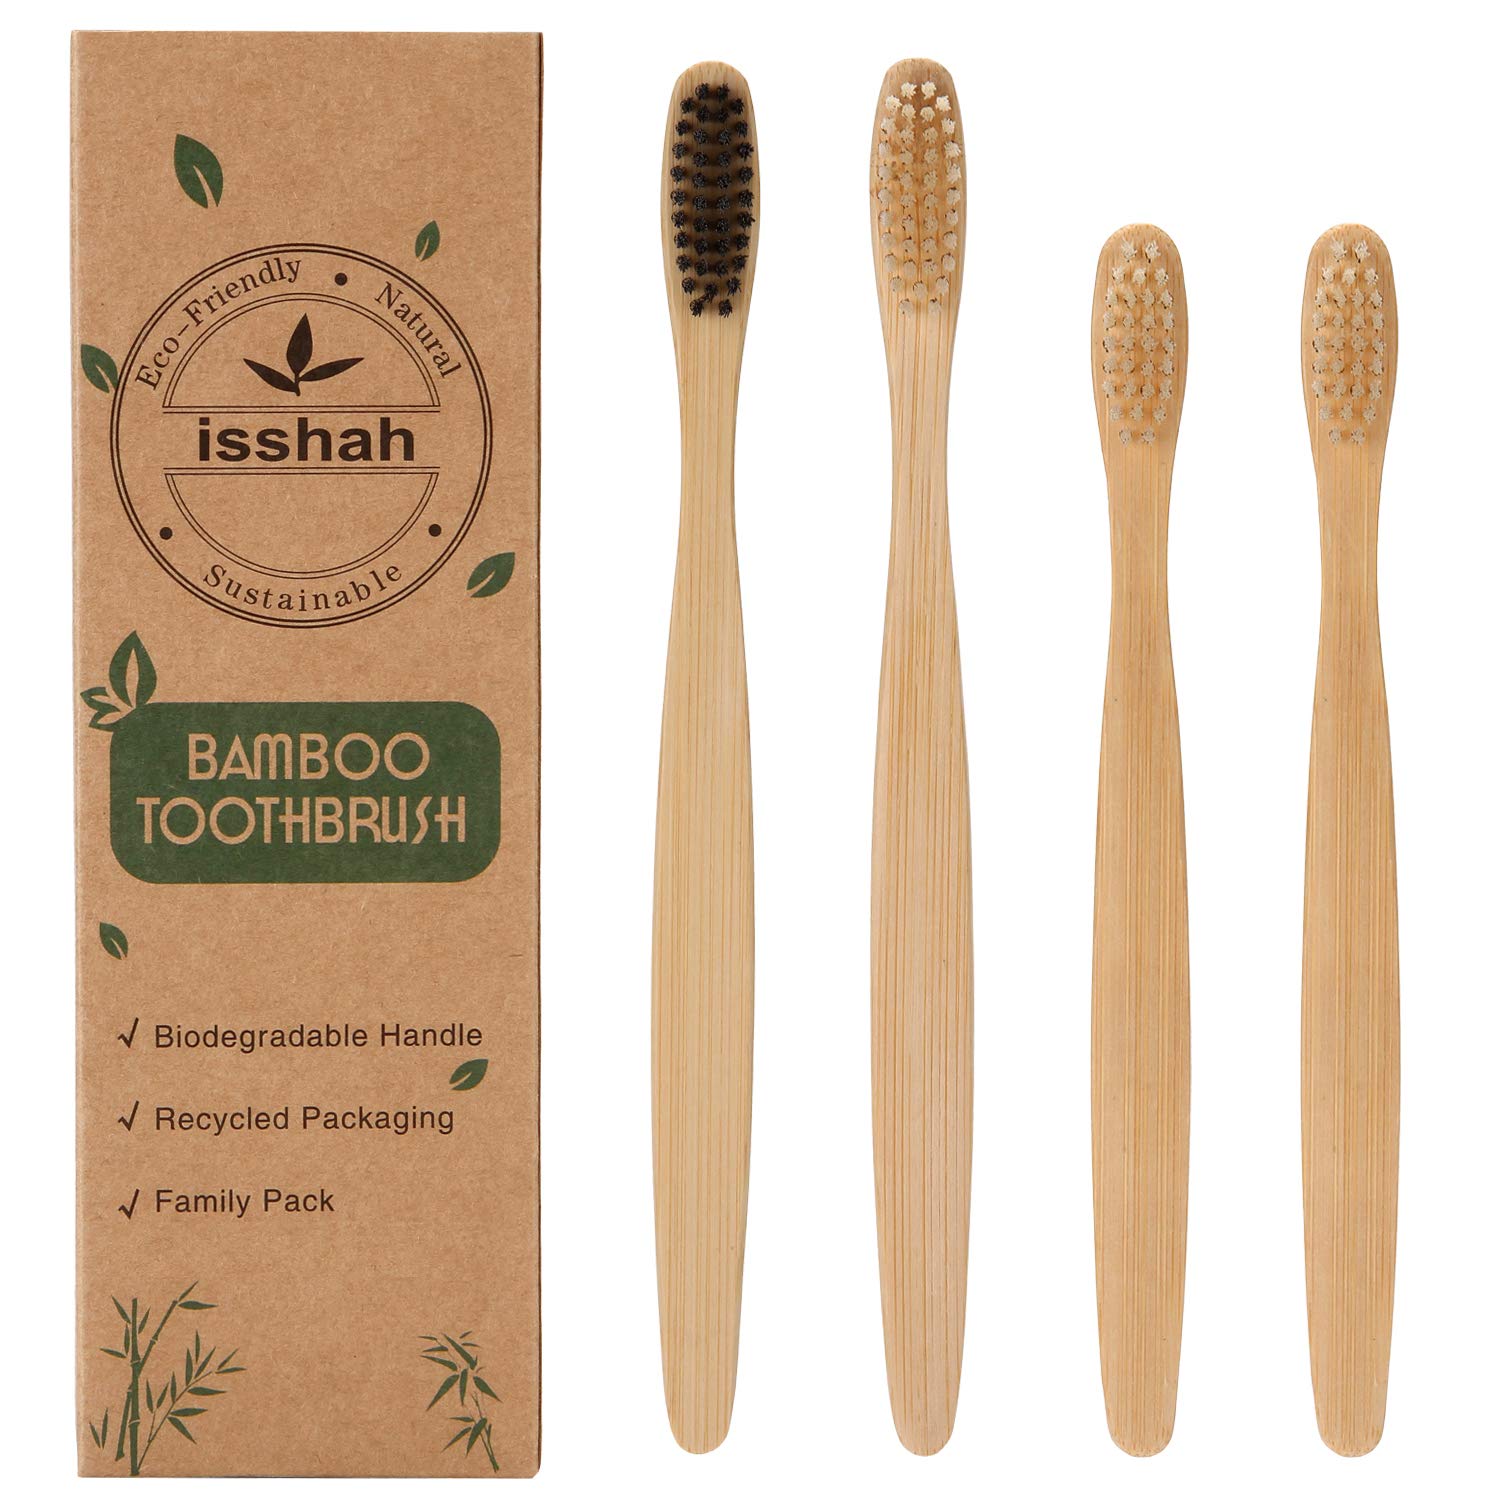 Eco-Friendly • Natural
isshah
• Sustainable •
BAMBOO
TOOTHBRUSH
✓ Biodegradable Handle
✓ Recycled Packaging
✓ Family Pack